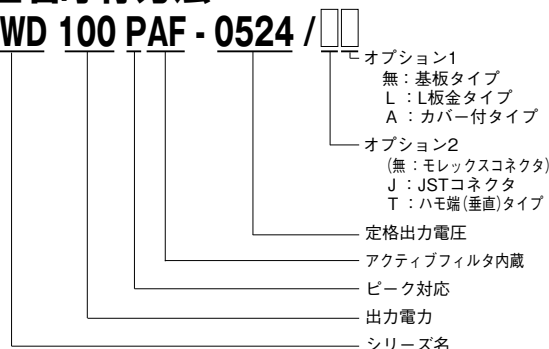 WD 100 PAF - 0524 / □□
オプション1
無：基板タイプ
L ：L板金タイプ
A ：カバー付タイプ
オプション2
(無：モレックスコネクタ)
J ：JSTコネクタ
T ：ハモ端(垂直)タイプ
定格出力電圧
アクティブフィルタ内蔵
ピーク対応
出力電力
シリーズ名